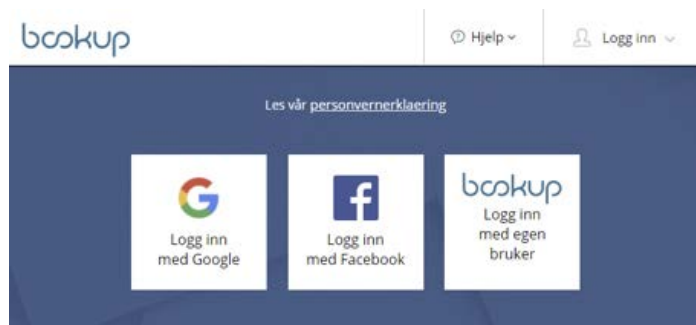 bookup
Hjelp
Logg inn
Les vår personvernerklaering
Logg inn
med Google
Logg inn
med Facebook
bookup
Logg inn
med egen
bruker